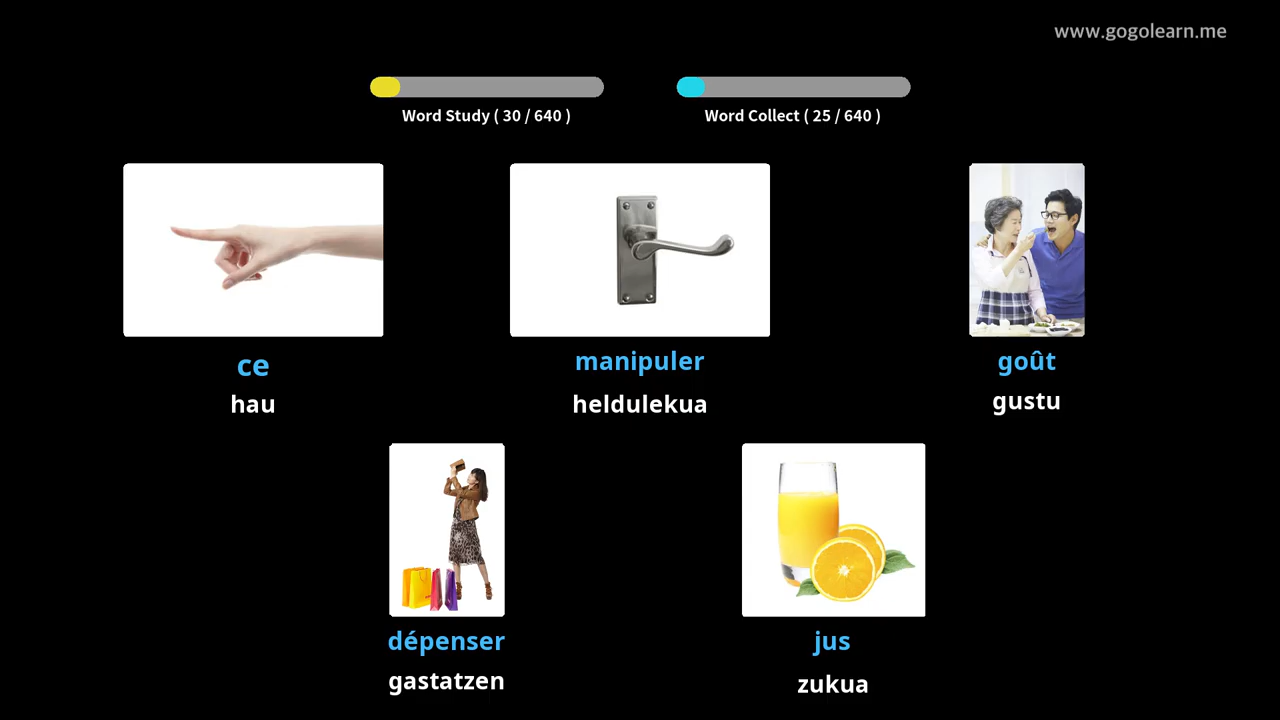 www.gogolearn.me
Word Study ( 30 / 640 )
Word Collect ( 25 / 640 )
ce
hau
manipuler
heldulekua
goût
gustu
dépenser
gastatzen
jus
zukua